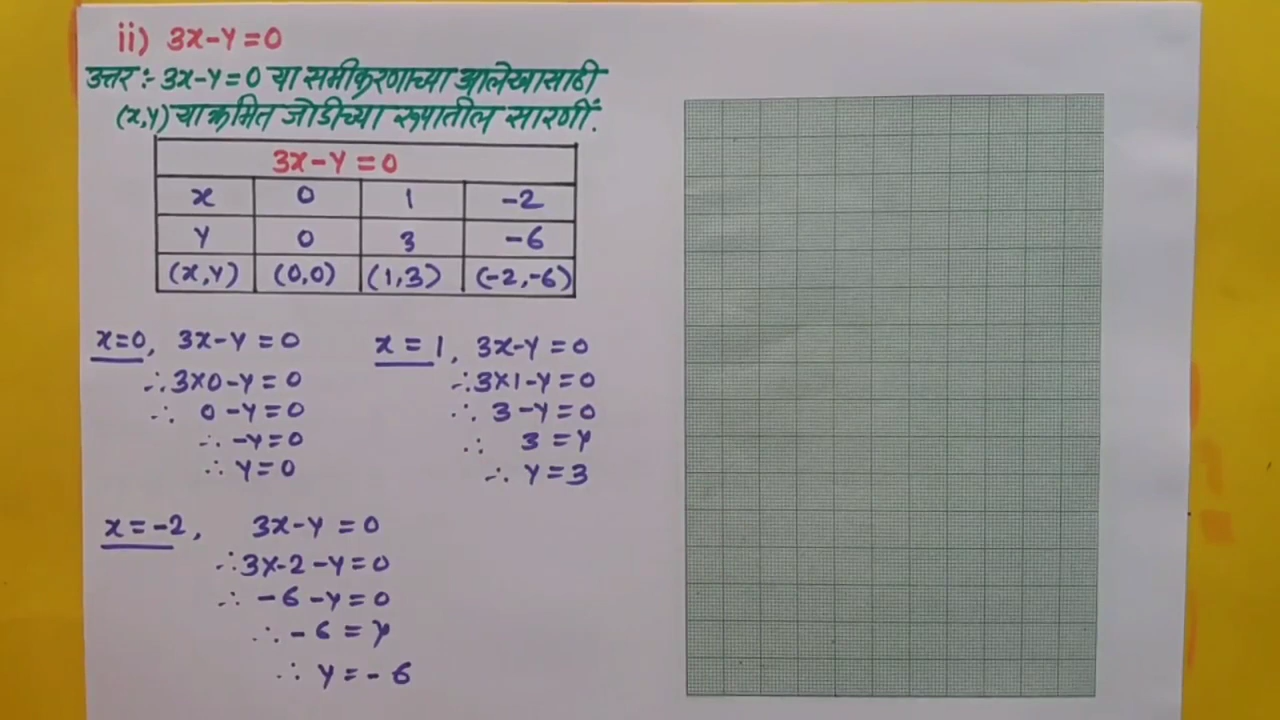 ii) 3x-y=0
उत्तर :- 3x-y=0 या समीकरणाच्या आलेखासाठी
(x,y) च्या क्रमित जोडीच्या रूपातील सारणी.
3x-y=0
x 0 1 -2
y 0 3 -6
(x,y) (0,0) (1,3) (-2,-6)
x=0, 3x-y=0
∴3×0-y=0
∴ 0-y=0
∴ -y=0
∴ y=0
x=1, 3x-y=0
∴3×1-y=0
∴ 3-y=0
∴ 3=y
∴ y=3
x=-2, 3x-y=0
∴3×-2-y=0
∴ -6-y=0
∴ -6=y
∴ y=-6